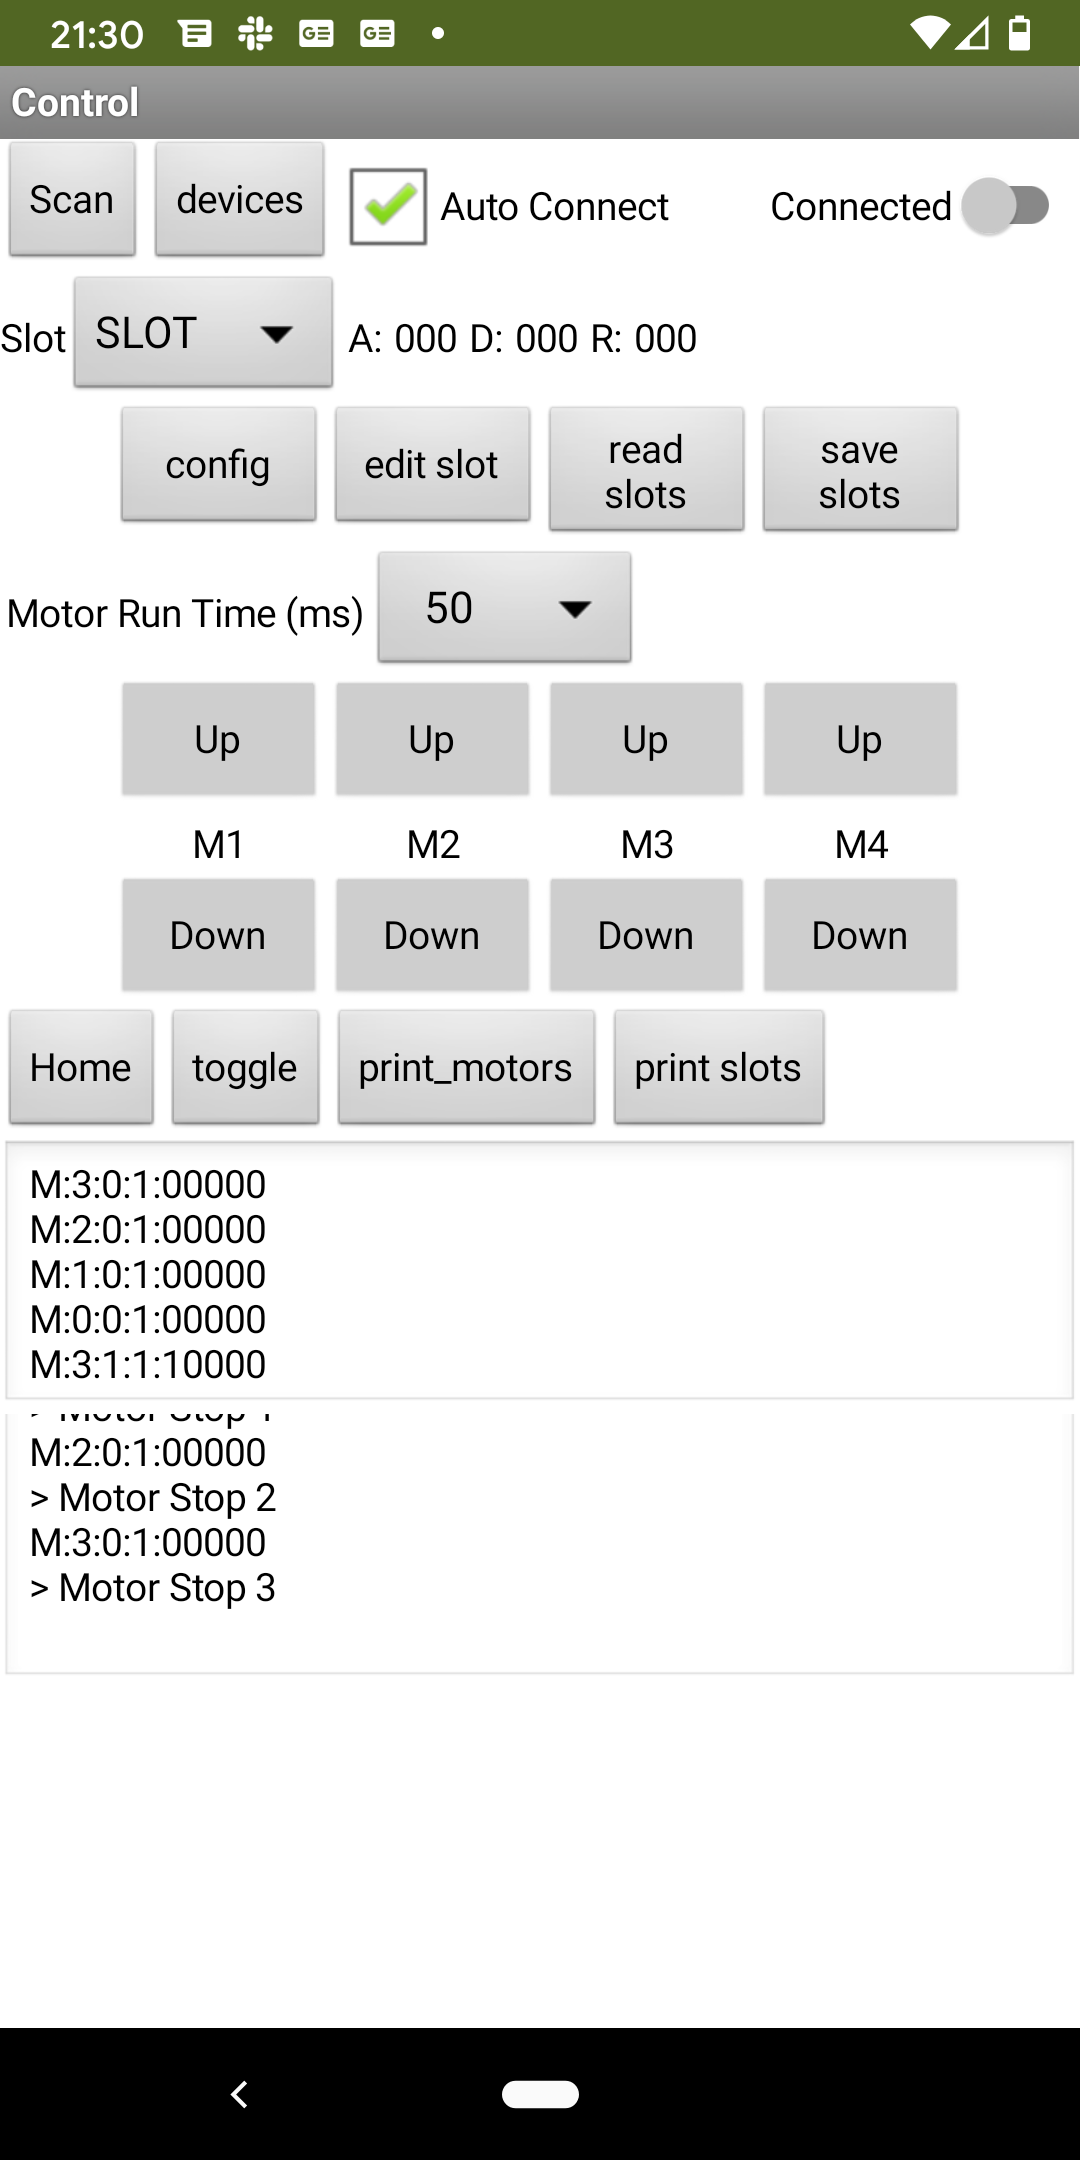 21:30
Control
Scan devices Auto Connect Connected
Slot SLOT A: 000 D: 000 R: 000
config edit slot read slots save slots
Motor Run Time (ms) 50
Up Up Up Up
M1 M2 M3 M4
Down Down Down Down
Home toggle print_motors print slots
M:3:0:1:00000
M:2:0:1:00000
M:1:0:1:00000
M:0:0:1:00000
M:3:1:1:10000
> Motor Stop
M:2:0:1:00000
> Motor Stop 2
M:3:0:1:00000
> Motor Stop 3